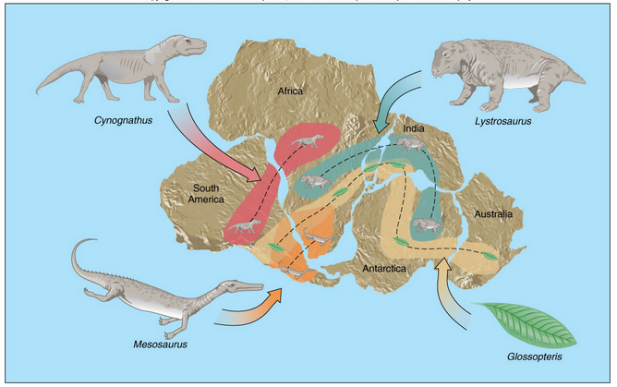 Africa
Cynognathus
India
Lystrosaurus
South
America
Australia
Antarctica
Mesosaurus
Glossopteris